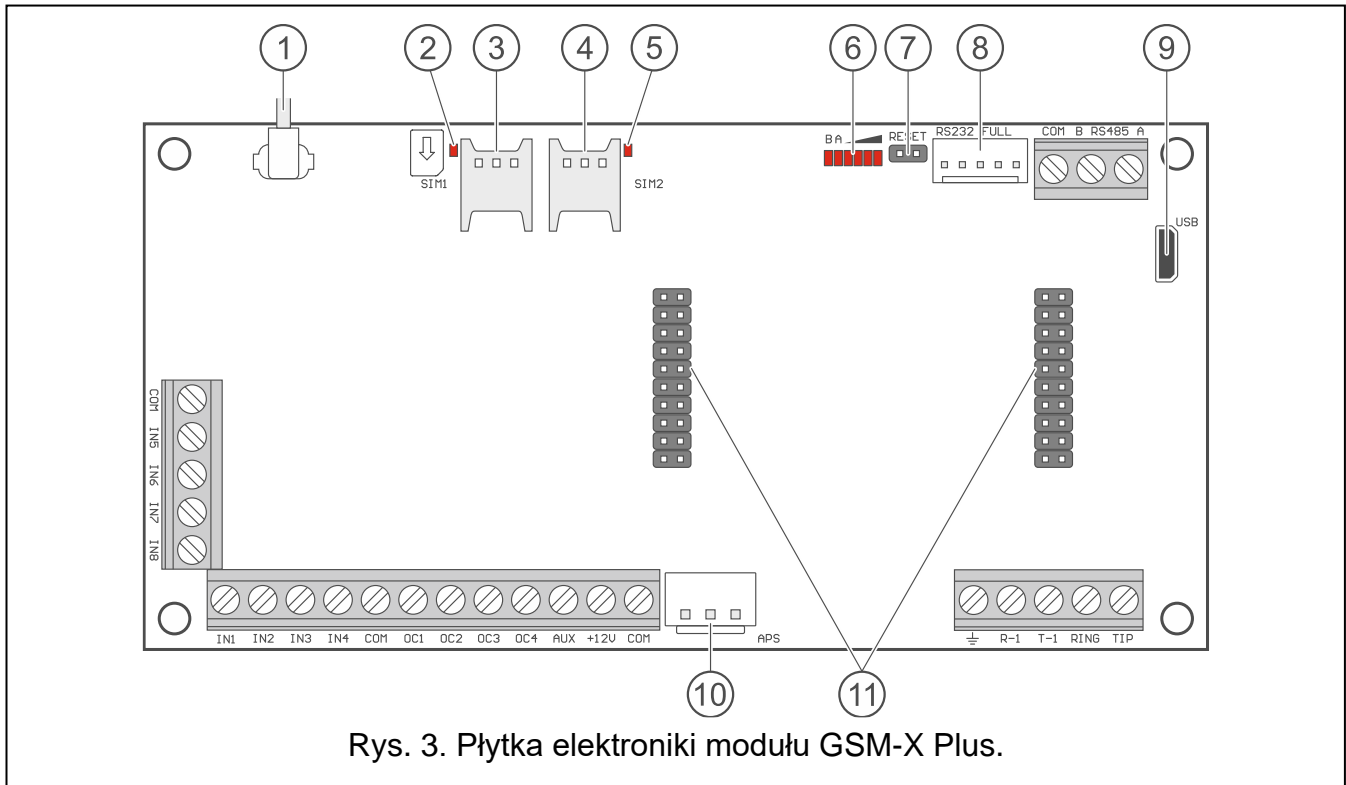 1 2 3 4 5 6 7 8 9
SIM1
SIM2
BA
RESET
RS232 FULL
COM B RS485 A
USB
COM
IN5
IN6
IN7
IN8
IN1 IN2 IN3 IN4 COM OC1 OC2 OC3 OC4 AUX +12V COM
APS
R-1 T-1 RING TIP
10 11
Rys. 3. Płytka elektroniki modułu GSM-X Plus.